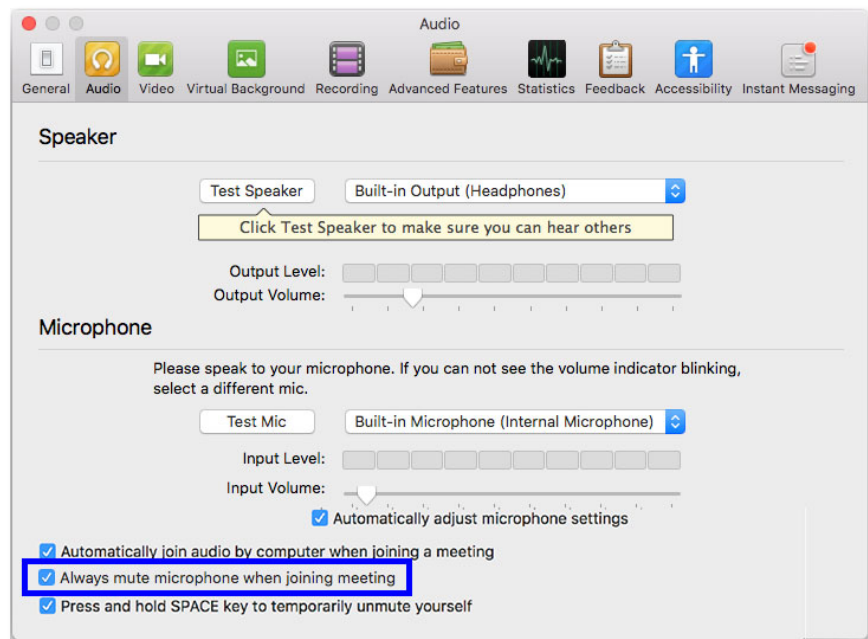 Audio
General Audio Video Virtual Background Recording Advanced Features Statistics Feedback Accessibility Instant Messaging
Speaker
Test Speaker Built-in Output (Headphones)
Click Test Speaker to make sure you can hear others
Output Level:
Output Volume:
Microphone
Please speak to your microphone. If you can not see the volume indicator blinking,
select a different mic.
Test Mic Built-in Microphone (Internal Microphone)
Input Level:
Input Volume:
Automatically adjust microphone settings
Automatically join audio by computer when joining a meeting
Always mute microphone when joining meeting
Press and hold SPACE key to temporarily unmute yourself